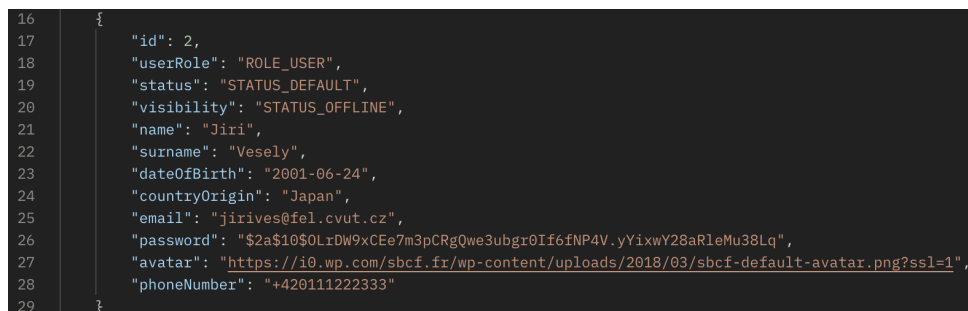 16 {
17 "id": 2,
18 "userRole": "ROLE_USER",
19 "status": "STATUS_DEFAULT",
20 "visibility": "STATUS_OFFLINE",
21 "name": "Jiri",
22 "surname": "Vesely",
23 "dateOfBirth": "2001-06-24",
24 "countryOrigin": "Japan",
25 "email": "jirives@fel.cvut.cz",
26 "password": "$2a$10$OLrDW9xCEe7m3pCRgQwe3ubgr0If6fNP4V.yYixwY28aRleMu38Lq",
27 "avatar": "https://i0.wp.com/sbcf.fr/wp-content/uploads/2018/03/sbcf-default-avatar.png?ssl=1",
28 "phoneNumber": "+420111222333"
29 }